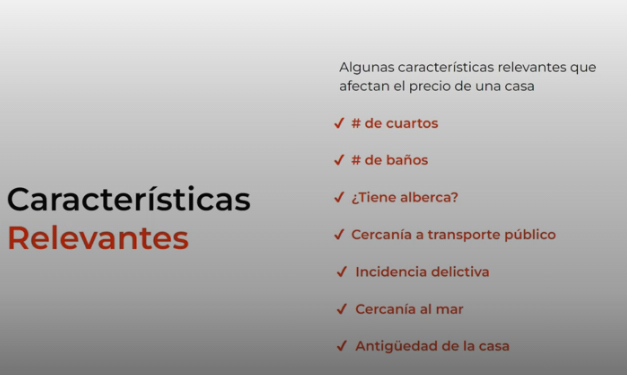 Características
Relevantes
Algunas características relevantes que
afectan el precio de una casa
✓ # de cuartos
✓ # de baños
✓ ¿Tiene alberca?
✓ Cercanía a transporte público
✓ Incidencia delictiva
✓ Cercanía al mar
✓ Antigüedad de la casa